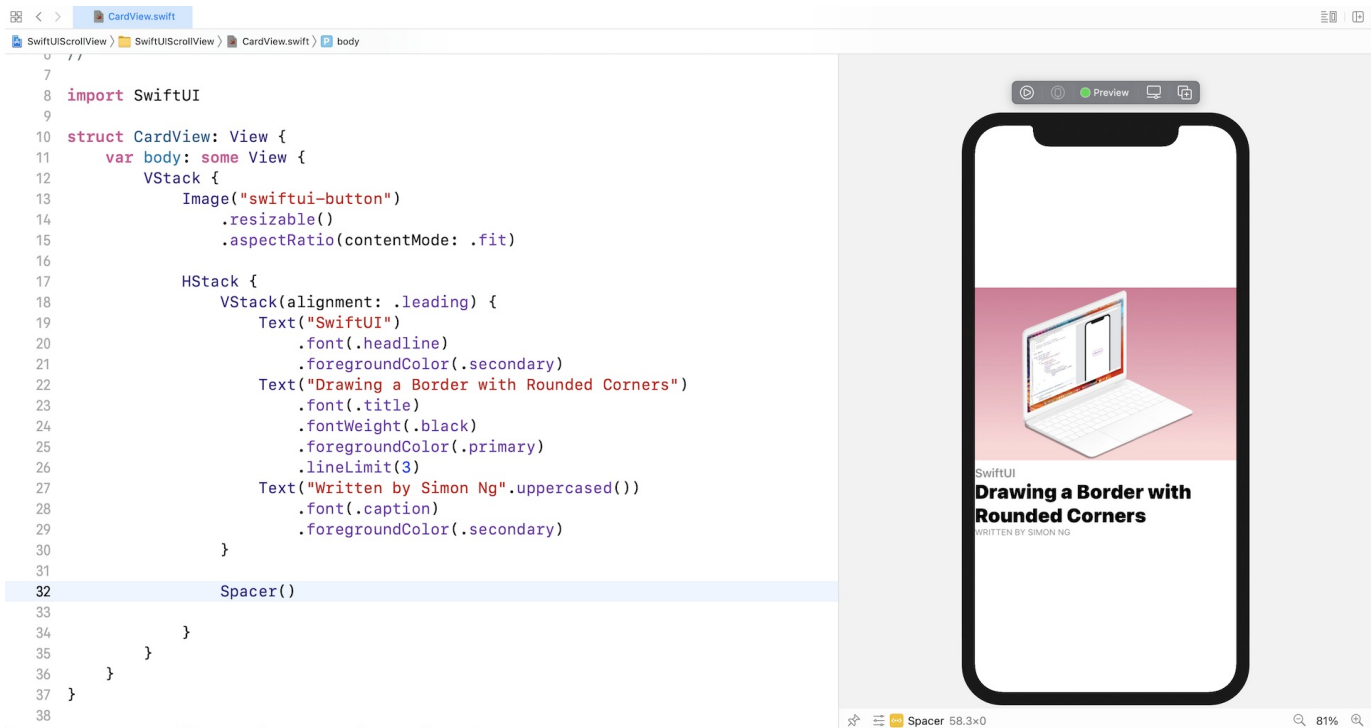 CardView.swift
SwiftUIScrollView 〉 SwiftUIScrollView 〉 CardView.swift 〉 P body
6 //
7
8 import SwiftUI
9
10 struct CardView: View {
11     var body: some View {
12         VStack {
13             Image("swiftui-button")
14                 .resizable()
15                 .aspectRatio(contentMode: .fit)
16
17             HStack {
18                 VStack(alignment: .leading) {
19                     Text("SwiftUI")
20                         .font(.headline)
21                         .foregroundColor(.secondary)
22                     Text("Drawing a Border with Rounded Corners")
23                         .font(.title)
24                         .fontWeight(.black)
25                         .foregroundColor(.primary)
26                         .lineLimit(3)
27                     Text("Written by Simon Ng".uppercased())
28                         .font(.caption)
29                         .foregroundColor(.secondary)
30                 }
31
32                 Spacer()
33
34             }
35         }
36     }
37 }
38
Preview
SwiftUI
Drawing a Border with
Rounded Corners
WRITTEN BY SIMON NG
Spacer 58.3×0
81%